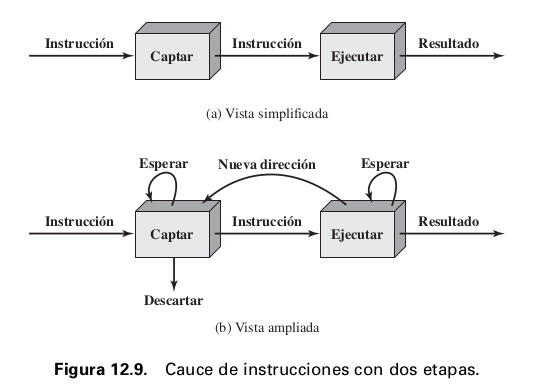 Instrucción Instrucción Resultado
Captar Ejecutar
(a) Vista simplificada
Esperar Nueva dirección Esperar
Instrucción Instrucción Resultado
Captar Ejecutar
Descartar
(b) Vista ampliada
Figura 12.9. Cauce de instrucciones con dos etapas.